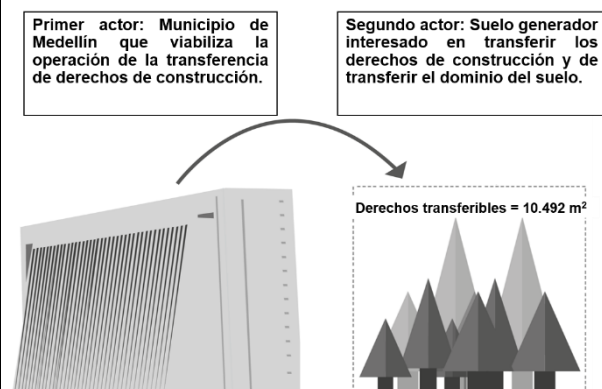 Primer actor: Municipio de
Medellín que viabiliza la
operación de la transferencia
de derechos de construcción.
Segundo actor: Suelo generador
interesado en transferir los
derechos de construcción y de
transferir el dominio del suelo.
Derechos transferibles = 10.492 m²